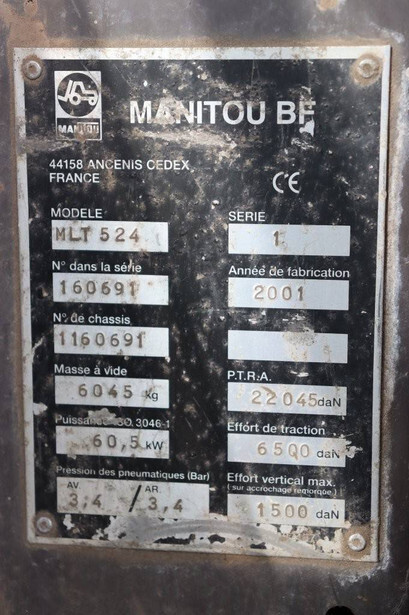 MANITOU
MANITOU BF
44158 ANCENIS CEDEX
FRANCE
CE
MODELE
MLT 524
SERIE
1
N° dans la série
160691
Année de fabrication
2001
N° de chassis
1160691
Masse à vide
6045 kg
P.T.R.A.
22045 daN
Puissance ISO 3046-1
60,5 kW
Effort de traction
6500 daN
Pression des pneumatiques (Bar)
AV. AR.
3,4 / 3,4
Effort vertical max.
(sur accrochage remorque)
1500 daN